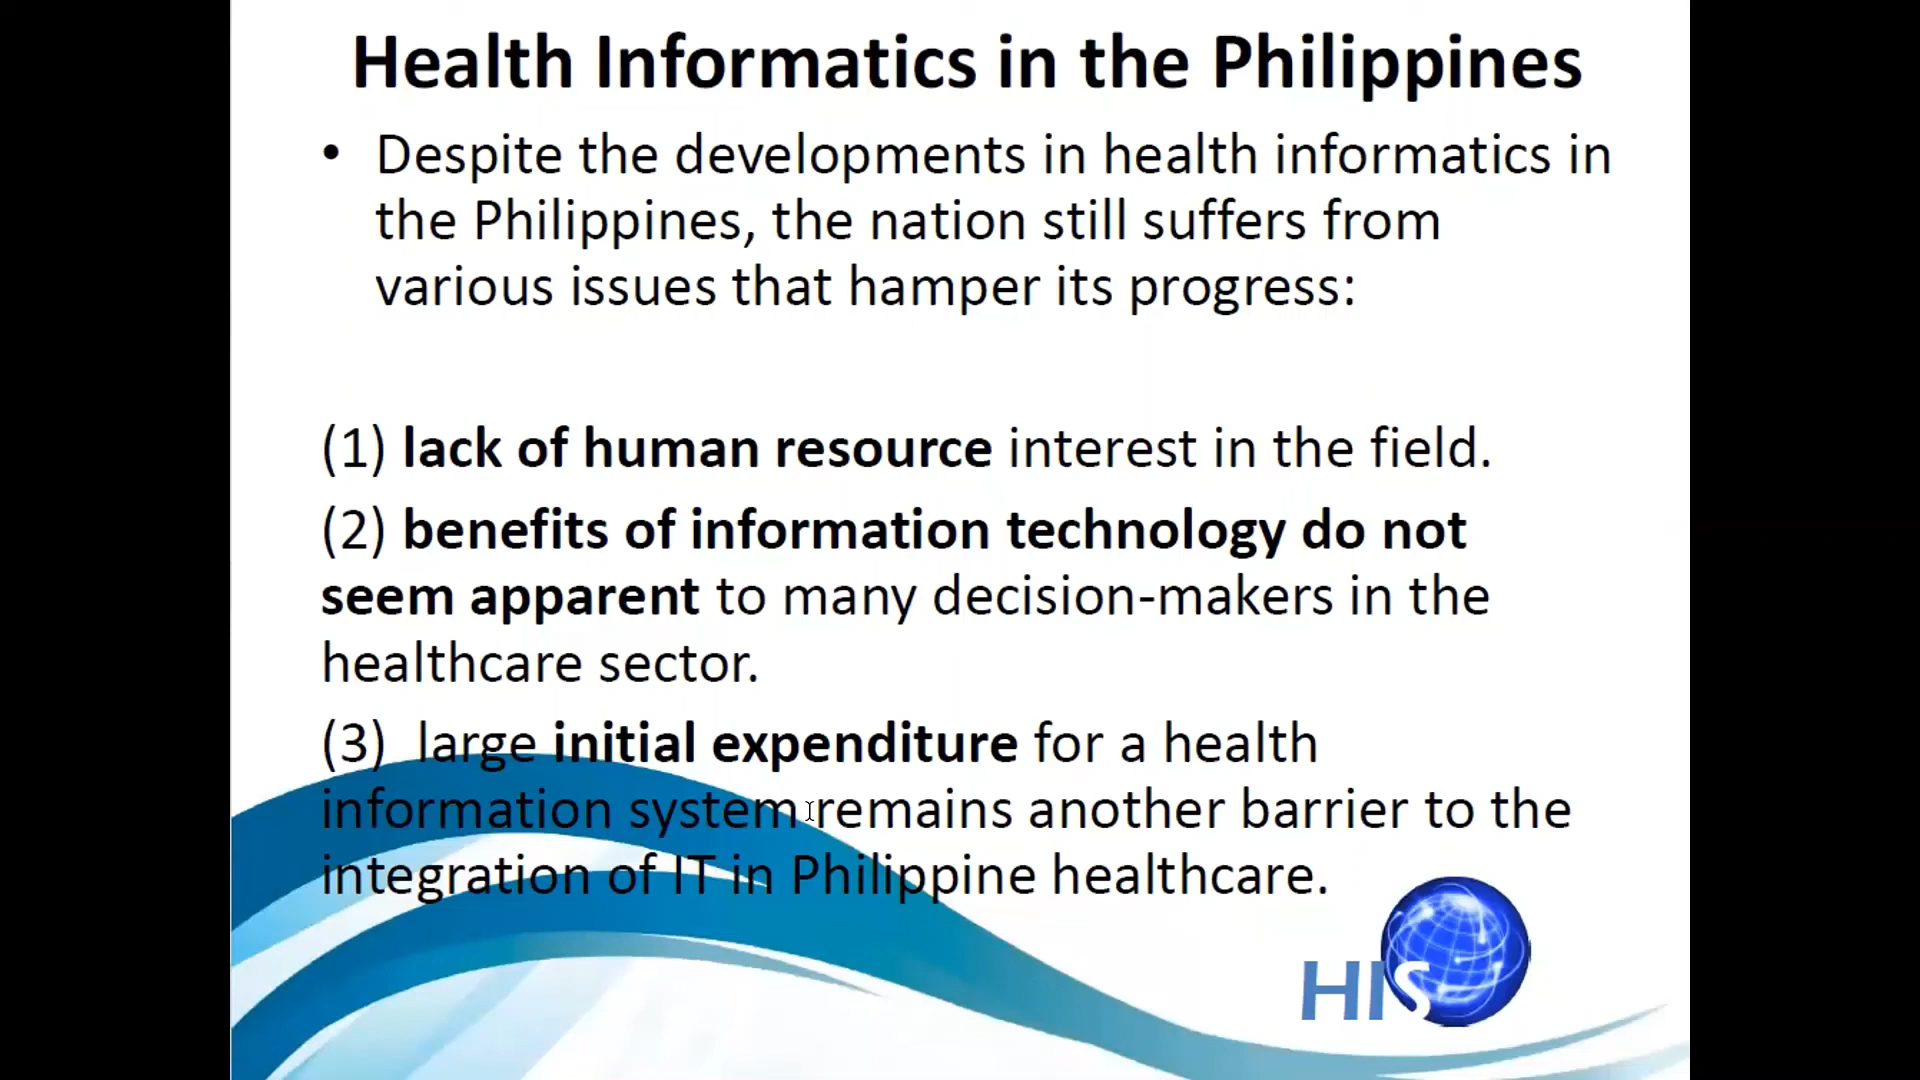 Health Informatics in the Philippines
• Despite the developments in health informatics in
the Philippines, the nation still suffers from
various issues that hamper its progress:
(1) lack of human resource interest in the field.
(2) benefits of information technology do not
seem apparent to many decision-makers in the
healthcare sector.
(3) large initial expenditure for a health
information system remains another barrier to the
integration of IT in Philippine healthcare.
HIS